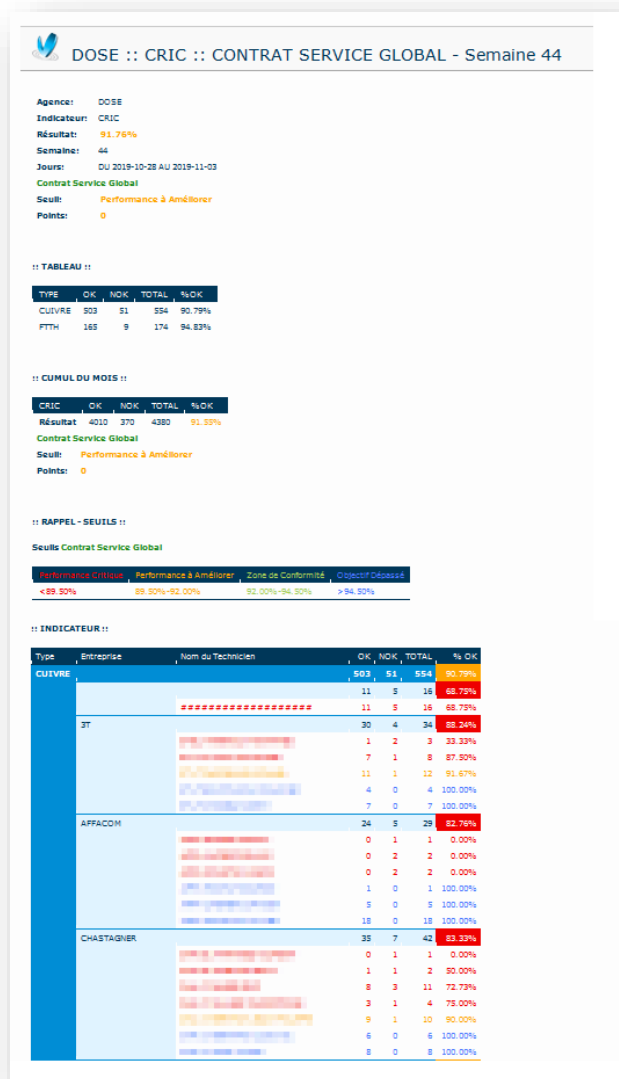 DOSE :: CRIC :: CONTRAT SERVICE GLOBAL - Semaine 44
Agence: DOSE
Indicateur: CRIC
Résultat: 91.76%
Semaine: 44
Jours: DU 2019-10-28 AU 2019-11-03
Contrat Service Global
Seuil: Performance à Améliorer
Points: 0
:: TABLEAU ::
TYPE OK NOK TOTAL %OK
CUIVRE 503 51 554 90.79%
FTTH 165 9 174 94.83%
:: CUMUL DU MOIS ::
CRIC OK NOK TOTAL %OK
Résultat 4010 370 4380 91.55%
Contrat Service Global
Seuil: Performance à Améliorer
Points: 0
:: RAPPEL - SEUILS ::
Seuils Contrat Service Global
Performance Critique Performance à Améliorer Zone de Conformité Objectif Dépassé
<89.50% 89.50%-92.00% 92.00%-94.50% >94.50%
:: INDICATEUR ::
Type Entreprise Nom du Technicien OK NOK TOTAL % OK
CUIVRE 503 51 554 90.79%
11 5 16 68.75%
################### 11 5 16 68.75%
3T 30 4 34 88.24%
1 2 3 33.33%
7 1 8 87.50%
11 1 12 91.67%
4 0 4 100.00%
7 0 7 100.00%
AFFACOM 24 5 29 82.76%
0 1 1 0.00%
0 2 2 0.00%
0 2 2 0.00%
1 0 1 100.00%
5 0 5 100.00%
18 0 18 100.00%
CHASTAGNER 35 7 42 83.33%
0 1 1 0.00%
1 1 2 50.00%
8 3 11 72.73%
3 1 4 75.00%
9 1 10 90.00%
6 0 6 100.00%
8 0 8 100.00%